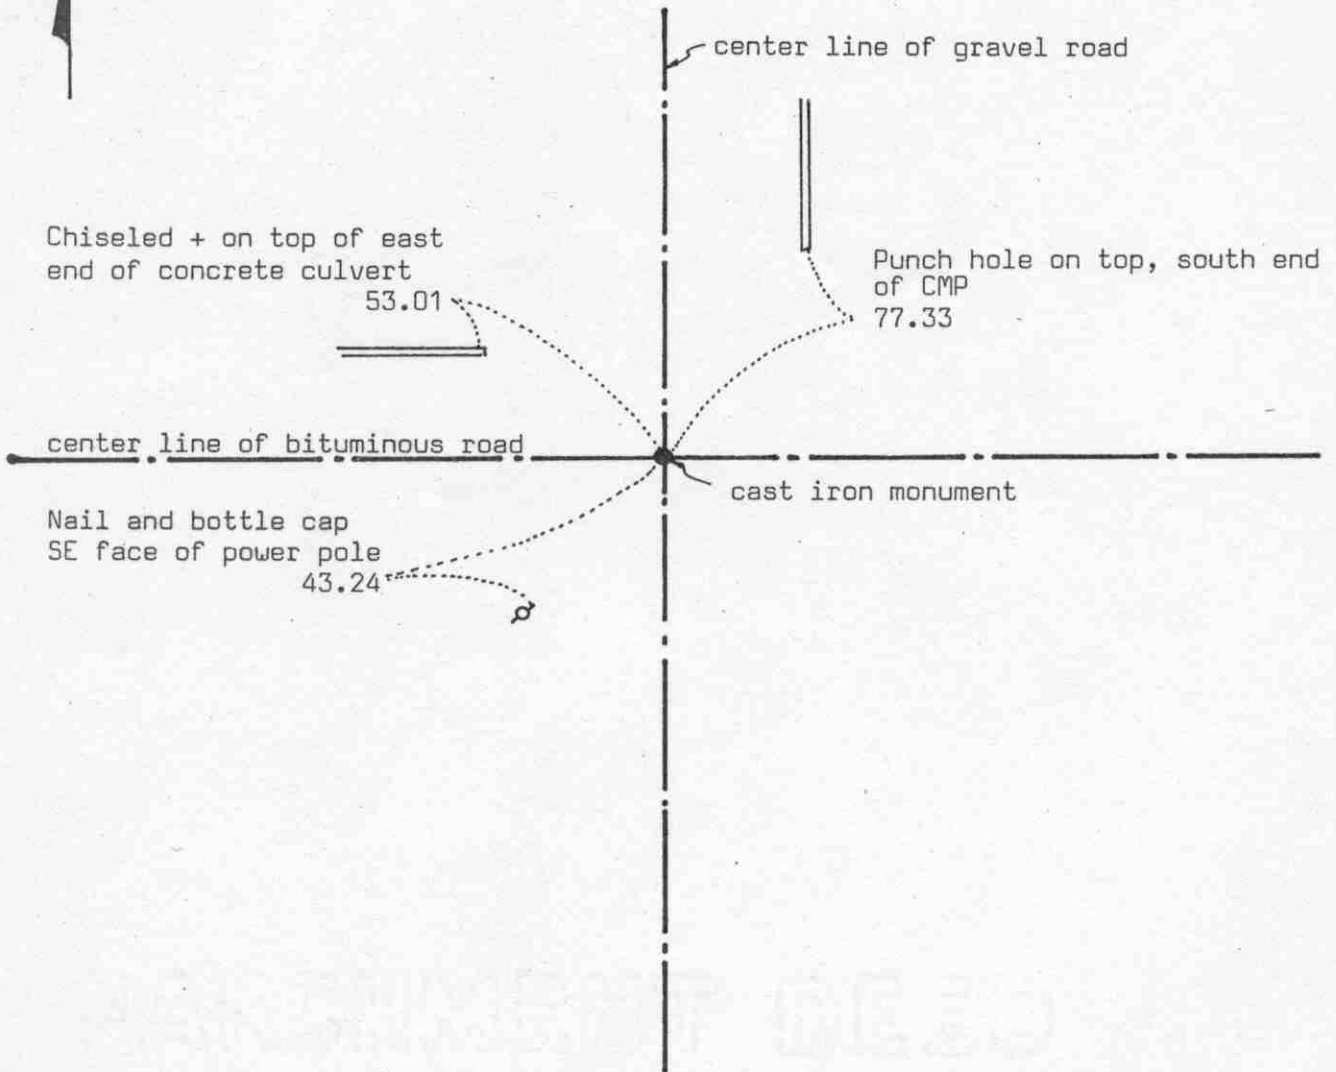 center line of gravel road
Chiseled + on top of east
end of concrete culvert
53.01
Punch hole on top, south end
of CMP
77.33
center line of bituminous road
cast iron monument
Nail and bottle cap
SE face of power pole
43.24